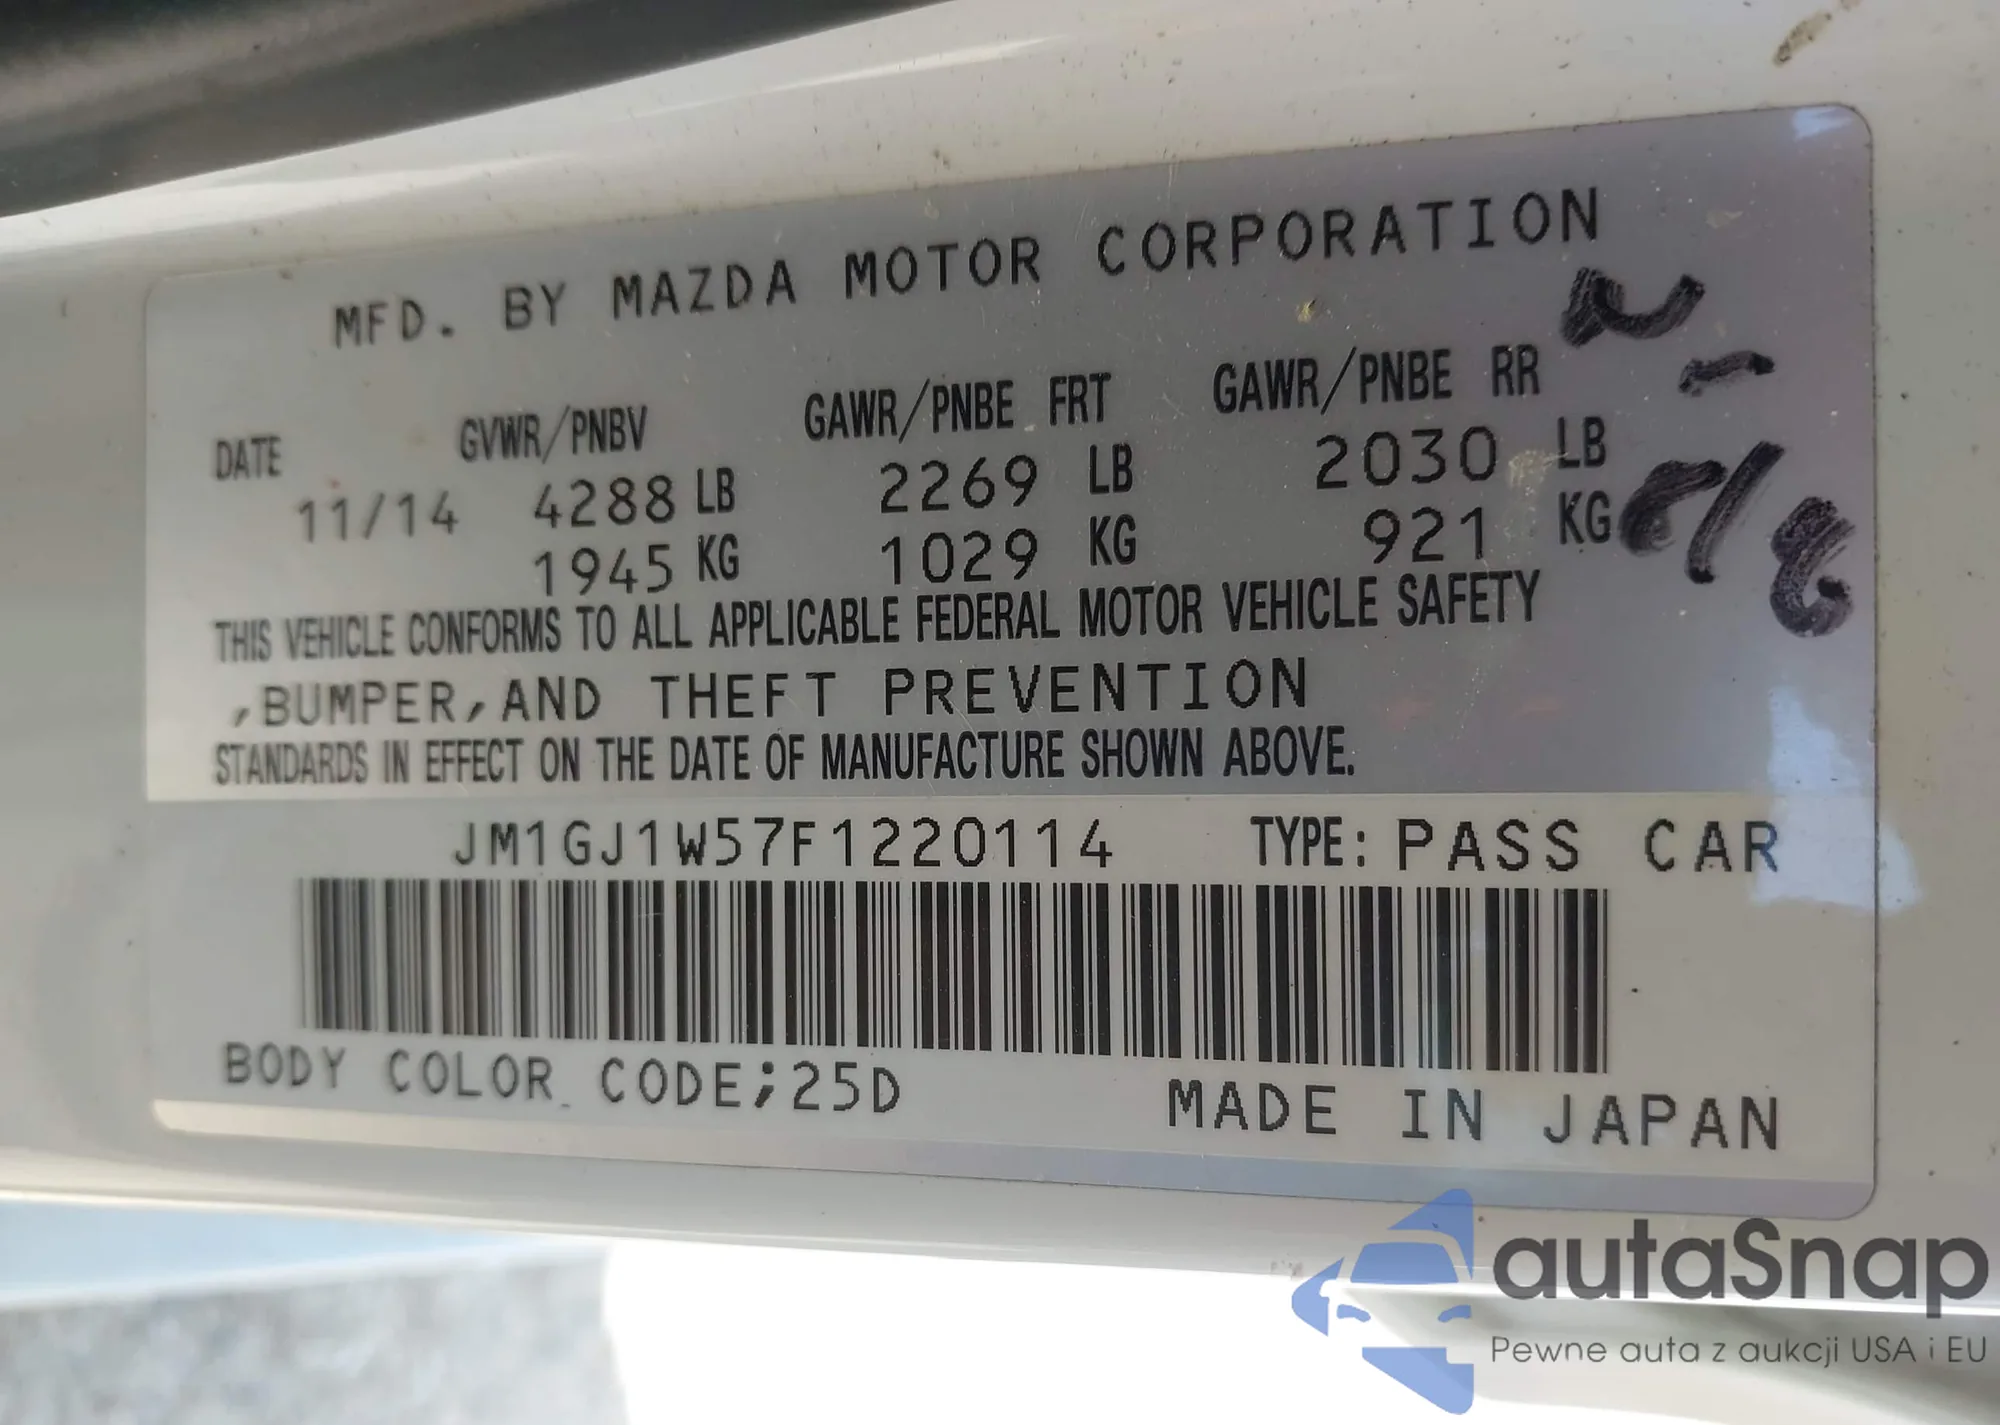 MFD. BY MAZDA MOTOR CORPORATION
DATE GVWR/PNBV GAWR/PNBE FRT GAWR/PNBE RR
11/14 4288 LB 2269 LB 2030 LB
1945 KG 1029 KG 921 KG
THIS VEHICLE CONFORMS TO ALL APPLICABLE FEDERAL MOTOR VEHICLE SAFETY
,BUMPER,AND THEFT PREVENTION
STANDARDS IN EFFECT ON THE DATE OF MANUFACTURE SHOWN ABOVE.
JM1GJ1W57F1220114 TYPE: PASS CAR
BODY COLOR CODE;25D
MADE IN JAPAN
autaSnap
Pewne auta z aukcji USA i EU